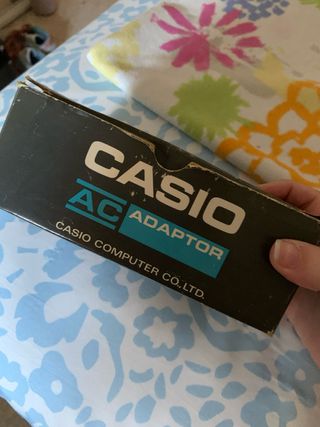 CASIO
AC ADAPTOR
CASIO COMPUTER CO.,LTD.